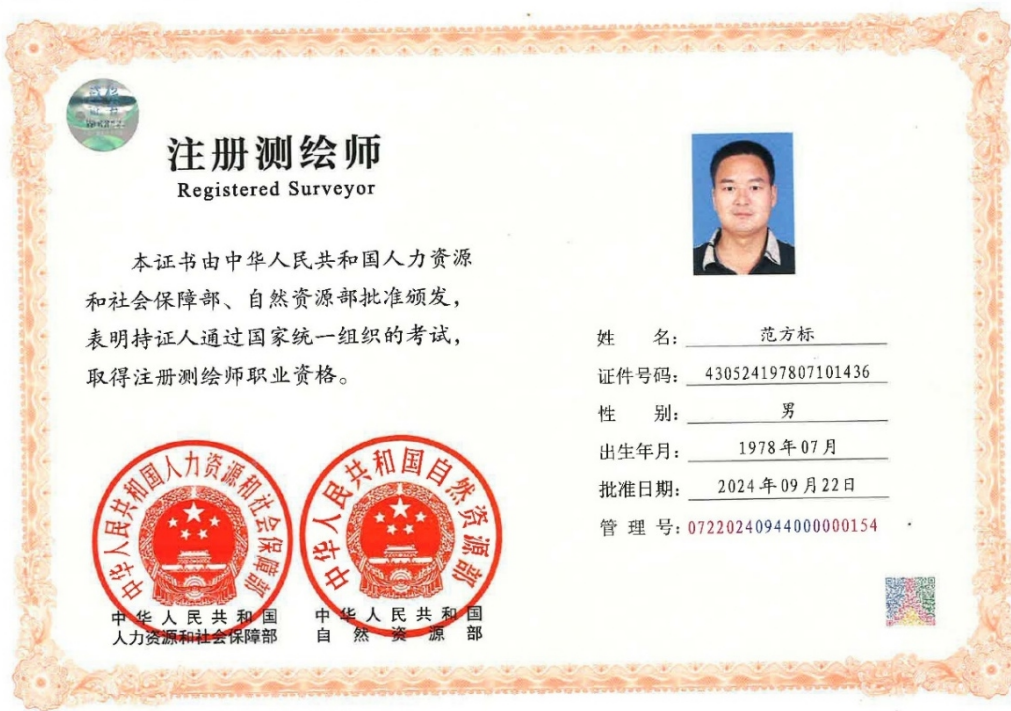 注册测绘师
Registered Surveyor
本证书由中华人民共和国人力资源
和社会保障部、自然资源部批准颁发，
表明持证人通过国家统一组织的考试，
取得注册测绘师职业资格。
姓 名： 范方标
证件号码： 430524197807101436
性 别： 男
出生年月： 1978年07月
批准日期： 2024年09月22日
管 理 号：07220240944000000154
中华人民共和国人力资源和社会保障部
中华人民共和国自然资源部
中华人民共和国
人力资源和社会保障部
中华人民共和国
自然资源部